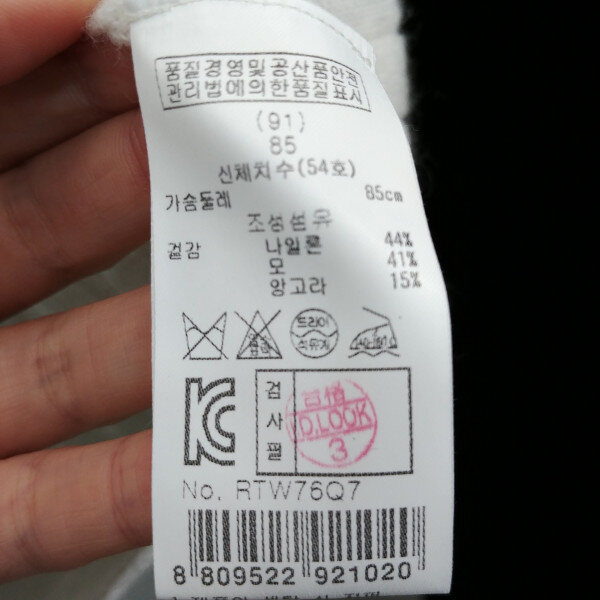 품질경영및공산품안전
관리법에의한품질표시
(91)
85
신체치수(54호)
가슴둘레 85cm
조성섬유
겉감 나일론 44%
모 41%
앙고라 15%
드라이
석유계
검사필
D.LOOK
3
No. RTW76Q7
8 809522 921020